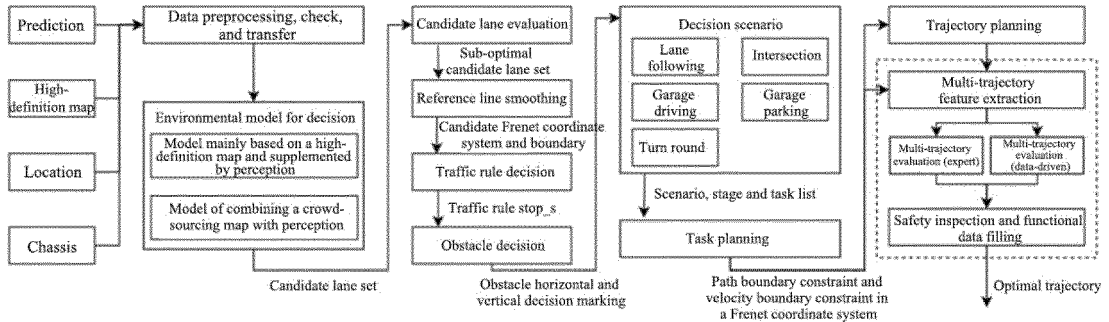 Prediction
High-
definition map
Location
Chassis
Data preprocessing, check,
and transfer
Environmental model for decision
Model mainly based on a high-
definition map and supplemented
by perception
Model of combining a crowd-
sourcing map with perception
Candidate lane set
Candidate lane evaluation
Sub-optimal
candidate lane set
Reference line smoothing
Candidate Frenet coordinate
system and boundary
Traffic rule decision
Traffic rule stop_s
Obstacle decision
Obstacle horizontal and
vertical decision marking
Decision scenario
Lane
following
Intersection
Garage
driving
Garage
parking
Turn round
Scenario, stage and task list
Task planning
Path boundary constraint and
velocity boundary constraint in
a Frenet coordinate system
Trajectory planning
Multi-trajectory
feature extraction
Multi-trajectory
evaluation (expert)
Multi-trajectory
evaluation
(data-driven)
Safety inspection and functional
data filling
Optimal trajectory